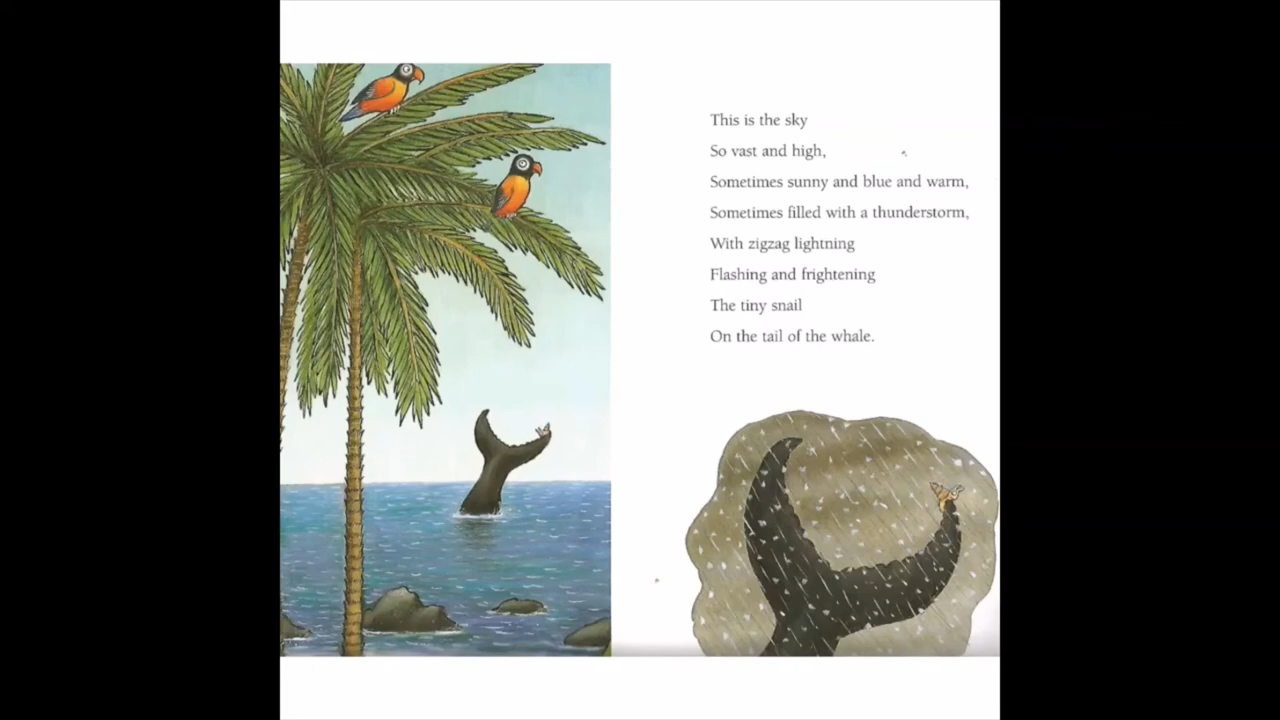 This is the sky
So vast and high,
Sometimes sunny and blue and warm,
Sometimes filled with a thunderstorm,
With zigzag lightning
Flashing and frightening
The tiny snail
On the tail of the whale.